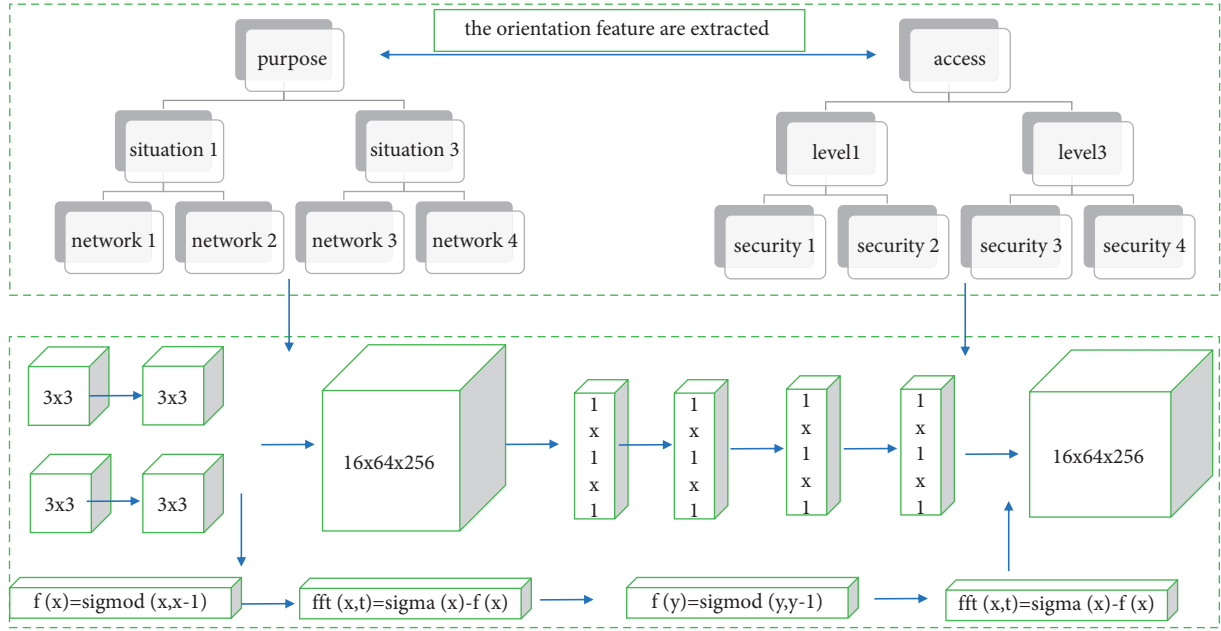 the orientation feature are extracted
purpose
access
situation 1
situation 3
level1
level3
network 1
network 2
network 3
network 4
security 1
security 2
security 3
security 4
3x3
3x3
3x3
3x3
16x64x256
1
x
1
x
1
1
x
1
x
1
1
x
1
x
1
1
x
1
x
1
16x64x256
f (x)=sigmod (x,x-1)
fft (x,t)=sigma (x)-f (x)
f (y)=sigmod (y,y-1)
fft (x,t)=sigma (x)-f (x)